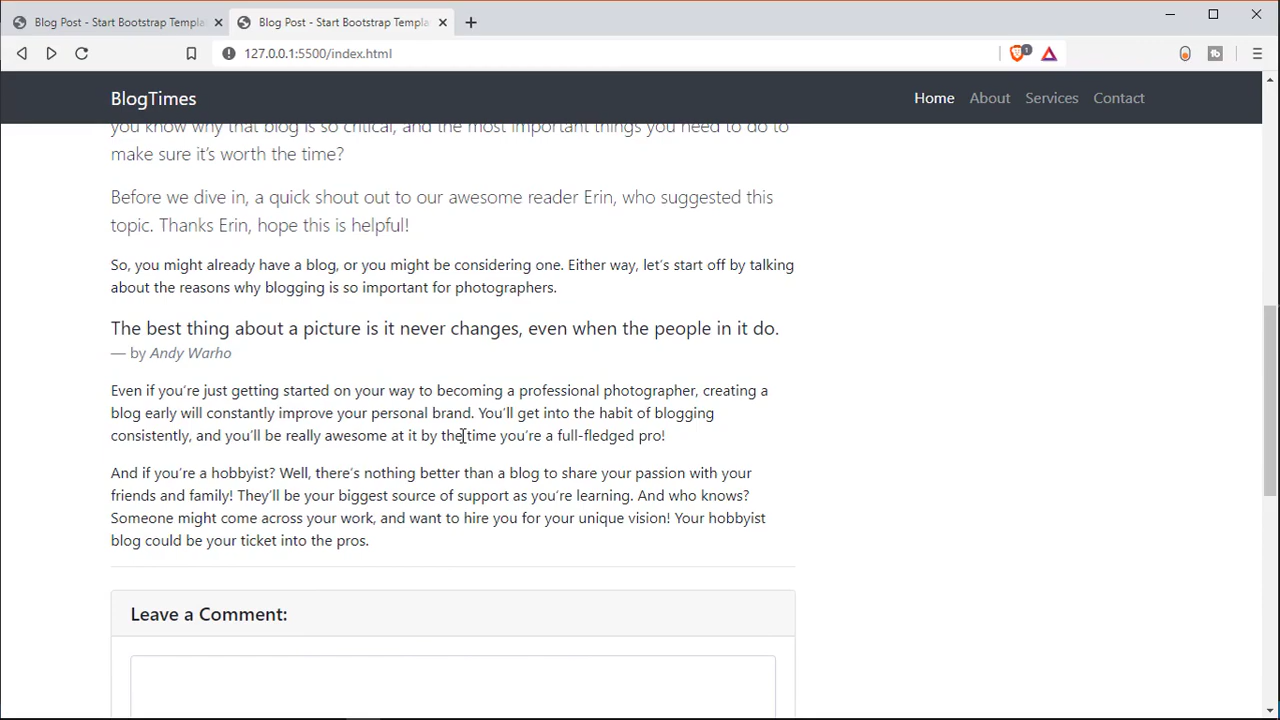 Blog Post - Start Bootstrap Templa
Blog Post - Start Bootstrap Templa
127.0.0.1:5500/index.html
1
BlogTimes
Home
About
Services
Contact
you know why that blog is so critical, and the most important things you need to do to
make sure it’s worth the time?
Before we dive in, a quick shout out to our awesome reader Erin, who suggested this
topic. Thanks Erin, hope this is helpful!
So, you might already have a blog, or you might be considering one. Either way, let’s start off by talking
about the reasons why blogging is so important for photographers.
The best thing about a picture is it never changes, even when the people in it do.
— by Andy Warho
Even if you’re just getting started on your way to becoming a professional photographer, creating a
blog early will constantly improve your personal brand. You’ll get into the habit of blogging
consistently, and you’ll be really awesome at it by the time you’re a full-fledged pro!
And if you’re a hobbyist? Well, there’s nothing better than a blog to share your passion with your
friends and family! They’ll be your biggest source of support as you’re learning. And who knows?
Someone might come across your work, and want to hire you for your unique vision! Your hobbyist
blog could be your ticket into the pros.
Leave a Comment: